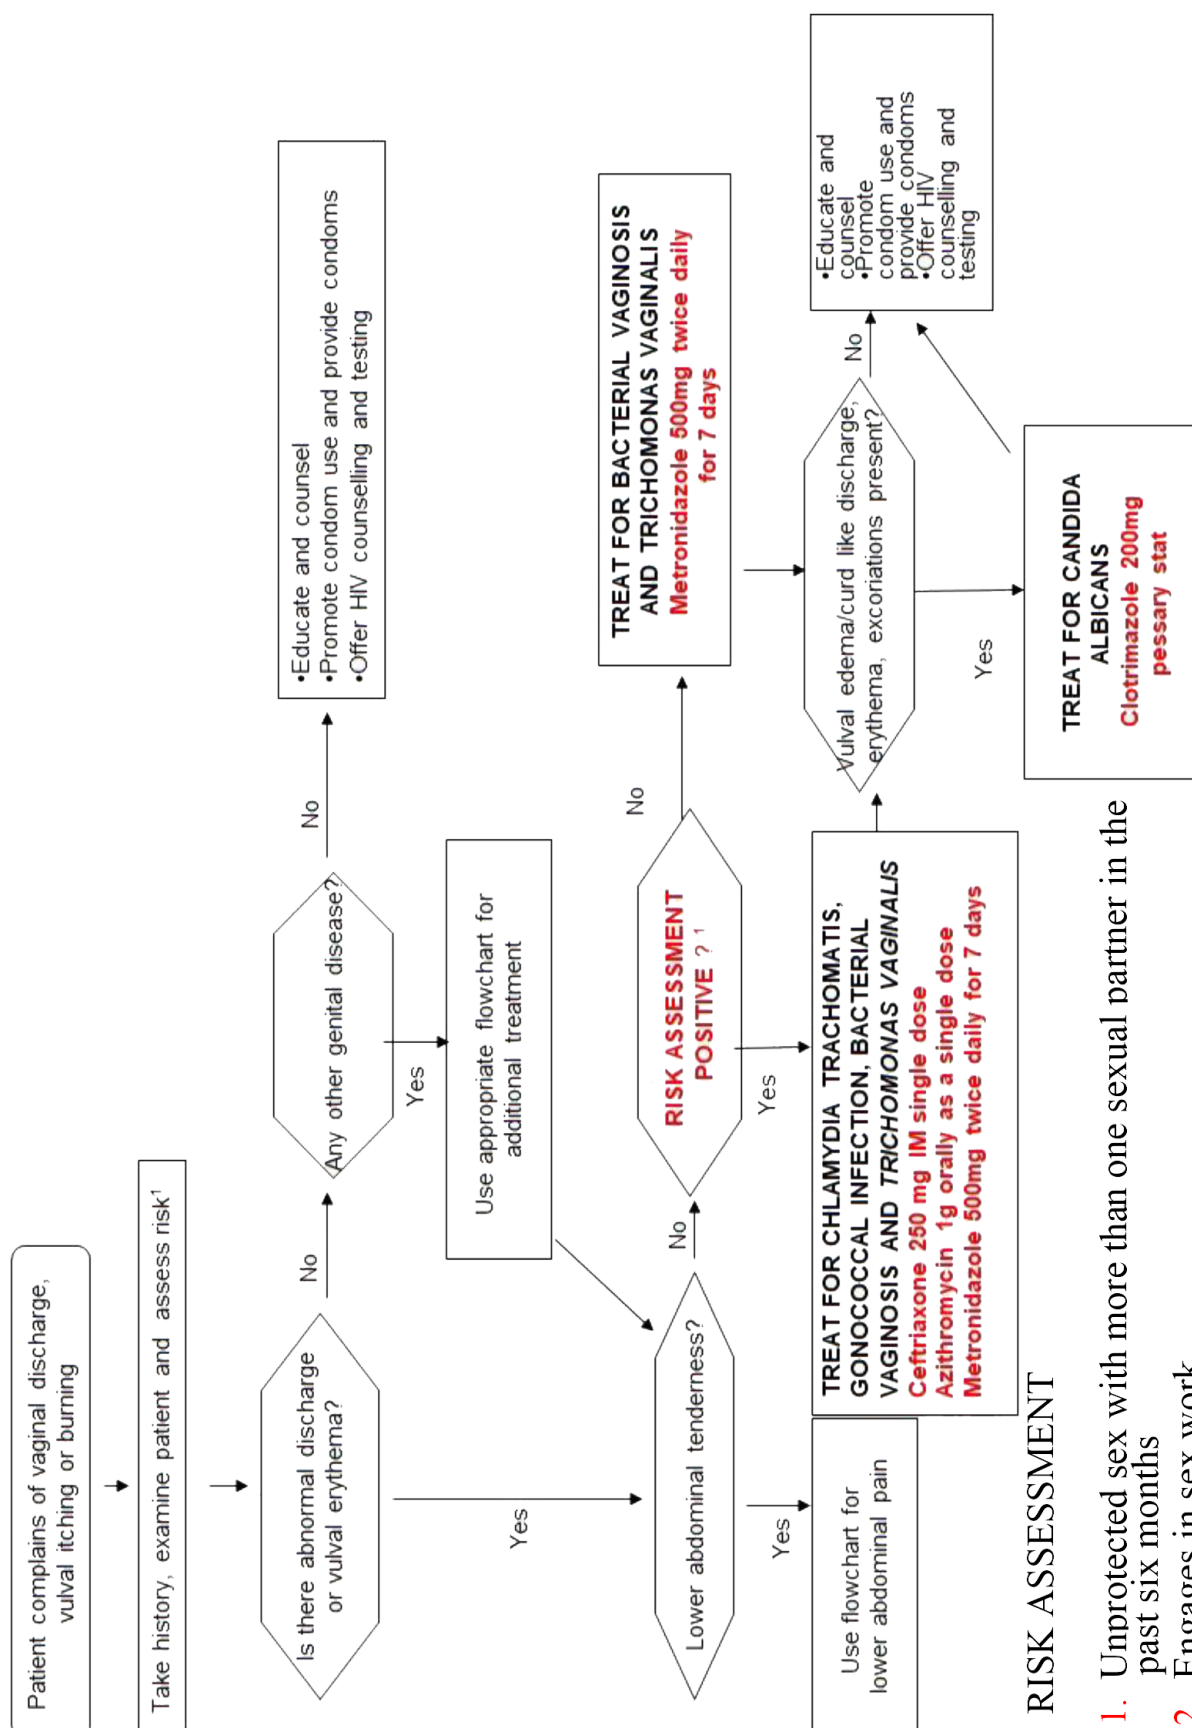 Patient complains of vaginal discharge,
vulval itching or burning
Take history, examine patient and assess risk¹
Is there abnormal discharge
or vulval erythema?
No
Any other genital disease?
No
•Educate and counsel
•Promote condom use and provide condoms
•Offer HIV counselling and testing
Yes
Use appropriate flowchart for
additional treatment
Yes
Lower abdominal tenderness?
No
RISK ASSESSMENT
POSITIVE ? ¹
No
TREAT FOR BACTERIAL VAGINOSIS
AND TRICHOMONAS VAGINALIS
Metronidazole 500mg twice daily
for 7 days
Yes
Use flowchart for
lower abdominal pain
Yes
TREAT FOR CHLAMYDIA TRACHOMATIS,
GONOCOCCAL INFECTION, BACTERIAL
VAGINOSIS AND TRICHOMONAS VAGINALIS
Ceftriaxone 250 mg IM single dose
Azithromycin 1g orally as a single dose
Metronidazole 500mg twice daily for 7 days
Vulval edema/curd like discharge,
erythema, excoriations present?
No
•Educate and
counsel
•Promote
condom use and
provide condoms
•Offer HIV
counselling and
testing
Yes
TREAT FOR CANDIDA
ALBICANS
Clotrimazole 200mg
pessary stat
RISK ASSESSMENT
1. Unprotected sex with more than one sexual partner in the
past six months
2. Engages in sex work